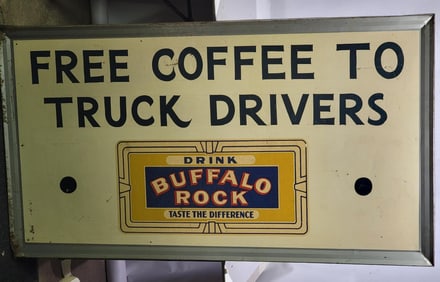 FREE COFFEE TO
TRUCK DRIVERS
DRINK
BUFFALO
ROCK
TASTE THE DIFFERENCE